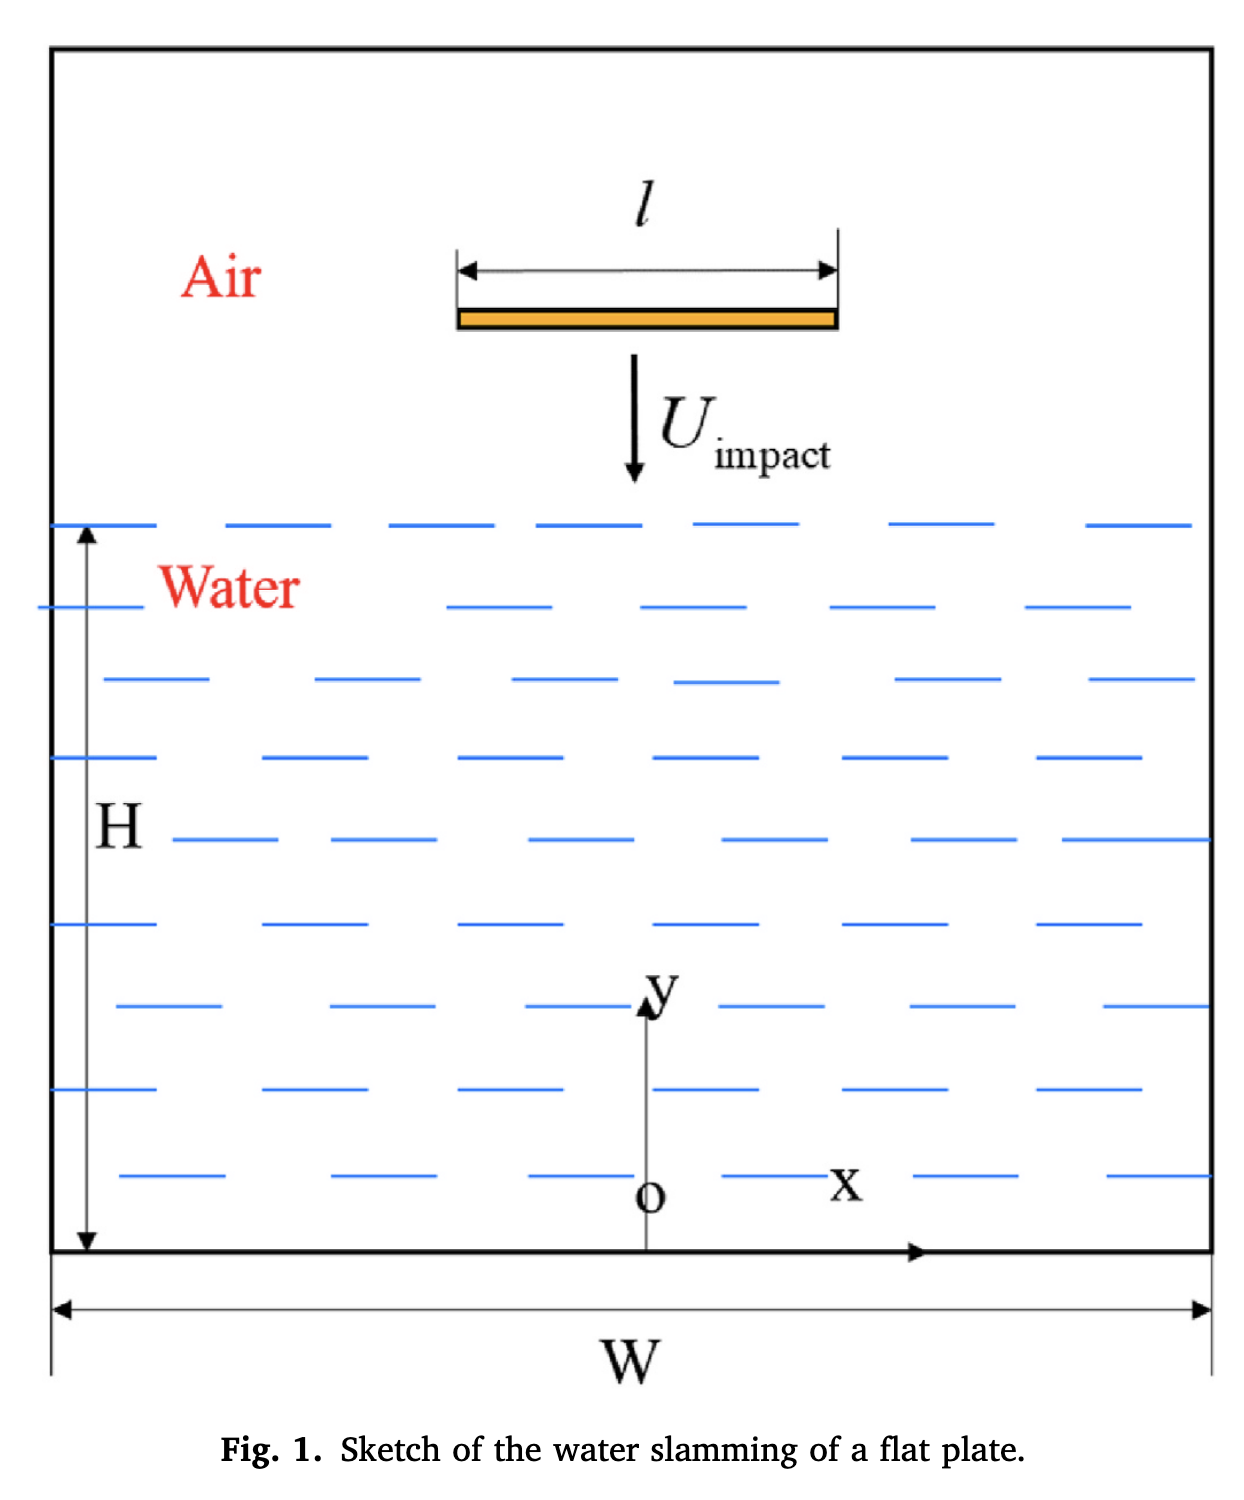 l
Air
U impact
Water
H
y
o
x
W
Fig. 1. Sketch of the water slamming of a flat plate.